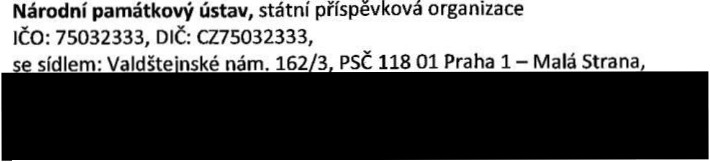 Národní památkový ústav, státní příspěvková organizace
IČO: 75032333, DIČ: CZ75032333,
se sídlem: Valdštejnské nám. 162/3, PSČ 118 01 Praha 1 – Malá Strana,